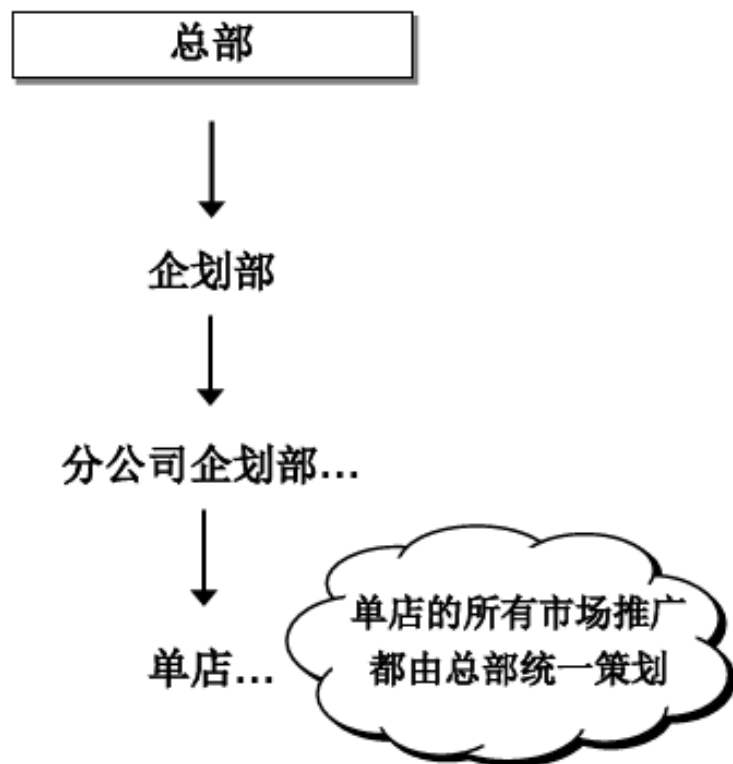 总部
企划部
分公司企划部…
单店…
单店的所有市场推广
都由总部统一策划